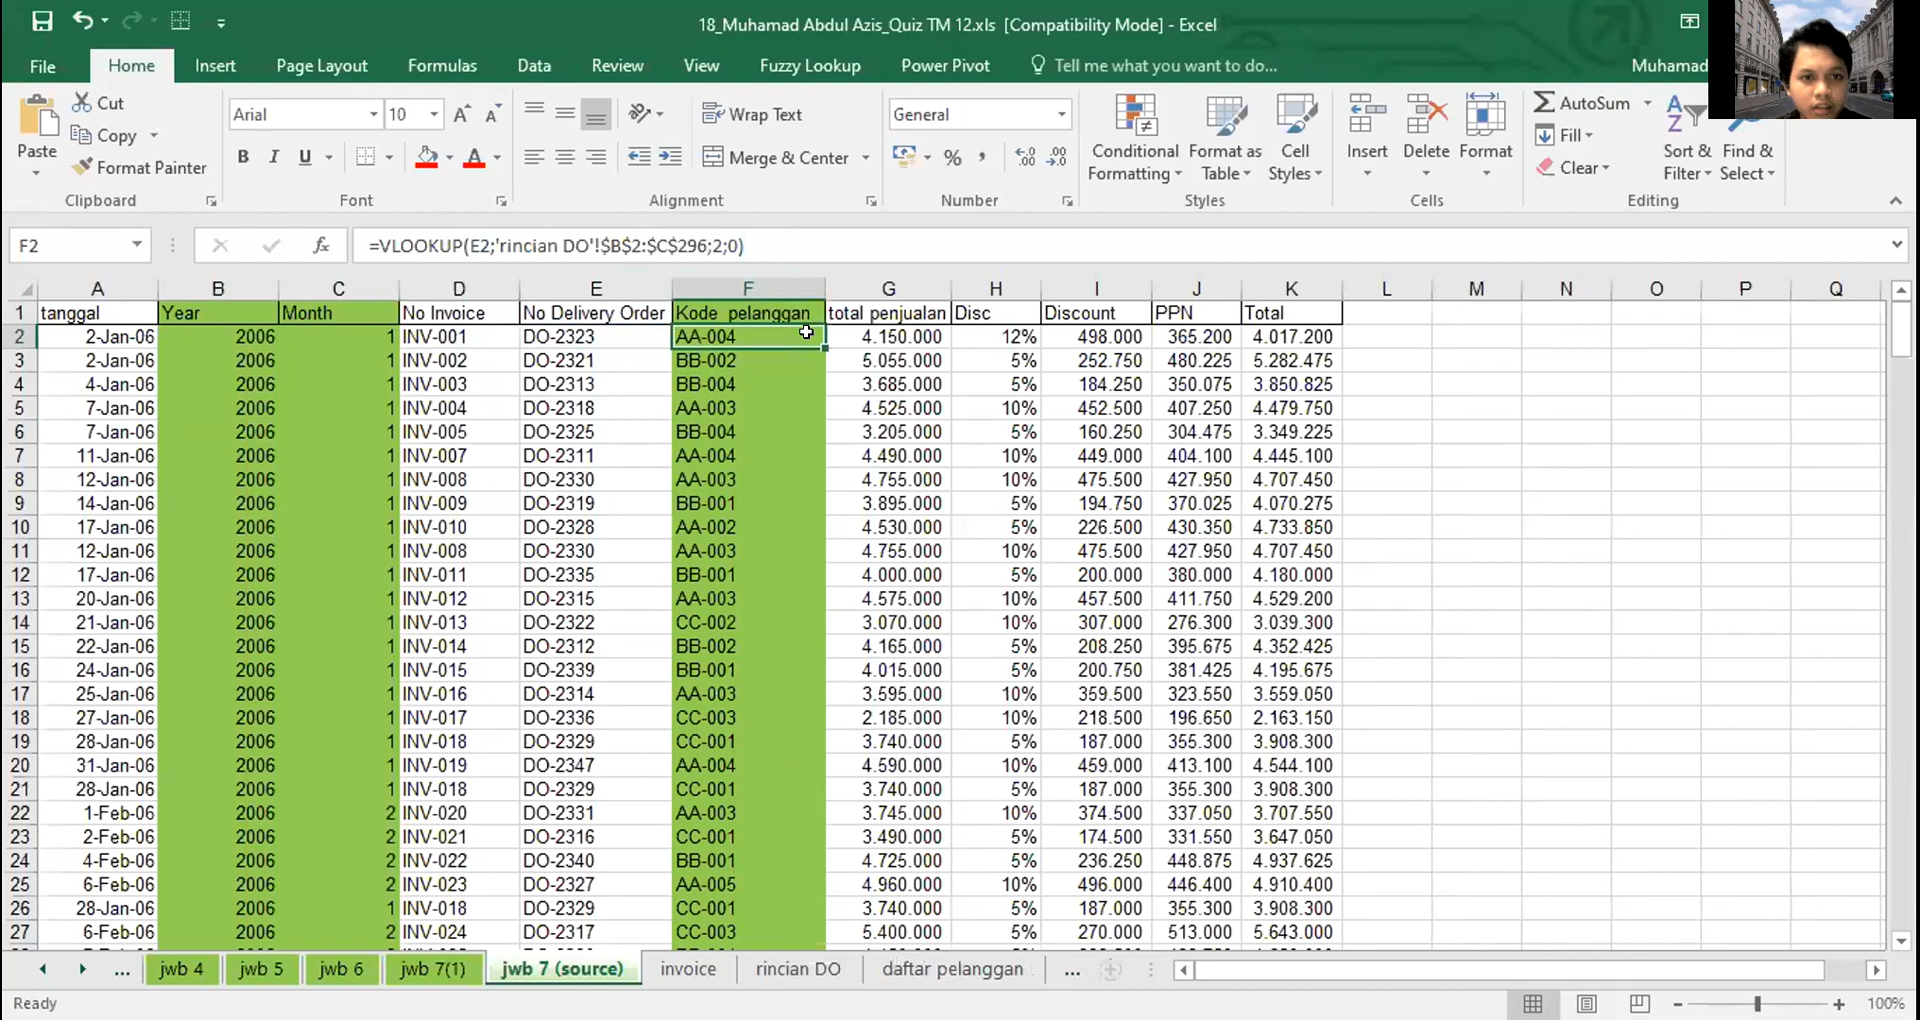 18_Muhamad Abdul Azis_Quiz TM 12.xls [Compatibility Mode] - Excel
File Home Insert Page Layout Formulas Data Review View Fuzzy Lookup Power Pivot Tell me what you want to do... Muhamad
Paste Cut Copy Format Painter
Clipboard
Arial 10
B I U
Font
Wrap Text
Merge & Center
Alignment
General
%
Number
Conditional Formatting Format as Table Cell Styles
Styles
Insert Delete Format
Cells
AutoSum
Fill
Clear
Sort & Filter Find & Select
Editing
F2 fx =VLOOKUP(E2;'rincian DO'!$B$2:$C$296;2;0)
A B C D E F G H I J K L M N O P Q
1 tanggal Year Month No Invoice No Delivery Order Kode pelanggan total penjualan Disc Discount PPN Total
2 2-Jan-06 2006 1 INV-001 DO-2323 AA-004 4.150.000 12% 498.000 365.200 4.017.200
3 2-Jan-06 2006 1 INV-002 DO-2321 BB-002 5.055.000 5% 252.750 480.225 5.282.475
4 4-Jan-06 2006 1 INV-003 DO-2313 BB-004 3.685.000 5% 184.250 350.075 3.850.825
5 7-Jan-06 2006 1 INV-004 DO-2318 AA-003 4.525.000 10% 452.500 407.250 4.479.750
6 7-Jan-06 2006 1 INV-005 DO-2325 BB-004 3.205.000 5% 160.250 304.475 3.349.225
7 11-Jan-06 2006 1 INV-007 DO-2311 AA-004 4.490.000 10% 449.000 404.100 4.445.100
8 12-Jan-06 2006 1 INV-008 DO-2330 AA-003 4.755.000 10% 475.500 427.950 4.707.450
9 14-Jan-06 2006 1 INV-009 DO-2319 BB-001 3.895.000 5% 194.750 370.025 4.070.275
10 17-Jan-06 2006 1 INV-010 DO-2328 AA-002 4.530.000 5% 226.500 430.350 4.733.850
11 12-Jan-06 2006 1 INV-008 DO-2330 AA-003 4.755.000 10% 475.500 427.950 4.707.450
12 17-Jan-06 2006 1 INV-011 DO-2335 BB-001 4.000.000 5% 200.000 380.000 4.180.000
13 20-Jan-06 2006 1 INV-012 DO-2315 AA-003 4.575.000 10% 457.500 411.750 4.529.200
14 21-Jan-06 2006 1 INV-013 DO-2322 CC-002 3.070.000 10% 307.000 276.300 3.039.300
15 22-Jan-06 2006 1 INV-014 DO-2312 BB-002 4.165.000 5% 208.250 395.675 4.352.425
16 24-Jan-06 2006 1 INV-015 DO-2339 BB-001 4.015.000 5% 200.750 381.425 4.195.675
17 25-Jan-06 2006 1 INV-016 DO-2314 AA-003 3.595.000 10% 359.500 323.550 3.559.050
18 27-Jan-06 2006 1 INV-017 DO-2336 CC-003 2.185.000 10% 218.500 196.650 2.163.150
19 28-Jan-06 2006 1 INV-018 DO-2329 CC-001 3.740.000 5% 187.000 355.300 3.908.300
20 31-Jan-06 2006 1 INV-019 DO-2347 AA-004 4.590.000 10% 459.000 413.100 4.544.100
21 28-Jan-06 2006 1 INV-018 DO-2329 CC-001 3.740.000 5% 187.000 355.300 3.908.300
22 1-Feb-06 2006 2 INV-020 DO-2331 AA-003 3.745.000 10% 374.500 337.050 3.707.550
23 2-Feb-06 2006 2 INV-021 DO-2316 CC-001 3.490.000 5% 174.500 331.550 3.647.050
24 4-Feb-06 2006 2 INV-022 DO-2340 BB-001 4.725.000 5% 236.250 448.875 4.937.625
25 6-Feb-06 2006 2 INV-023 DO-2327 AA-005 4.960.000 10% 496.000 446.400 4.910.400
26 28-Jan-06 2006 1 INV-018 DO-2329 CC-001 3.740.000 5% 187.000 355.300 3.908.300
27 6-Feb-06 2006 2 INV-024 DO-2317 CC-003 5.400.000 5% 270.000 513.000 5.643.000
... jwb 4 jwb 5 jwb 6 jwb 7(1) jwb 7 (source) invoice rincian DO daftar pelanggan ...
Ready 100%